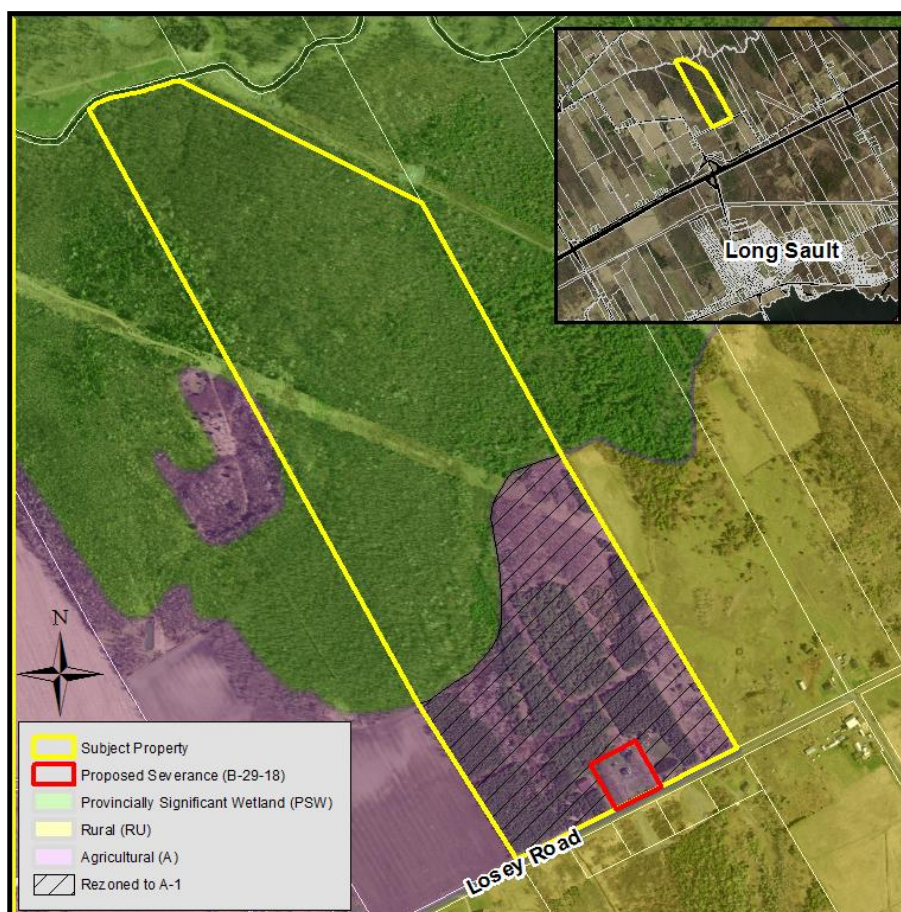 Long Sault
N
Subject Property
Proposed Severance (B-29-18)
Provincially Significant Wetland (PSW)
Rural (RU)
Agricultural (A)
Rezoned to A-1
Losey Road